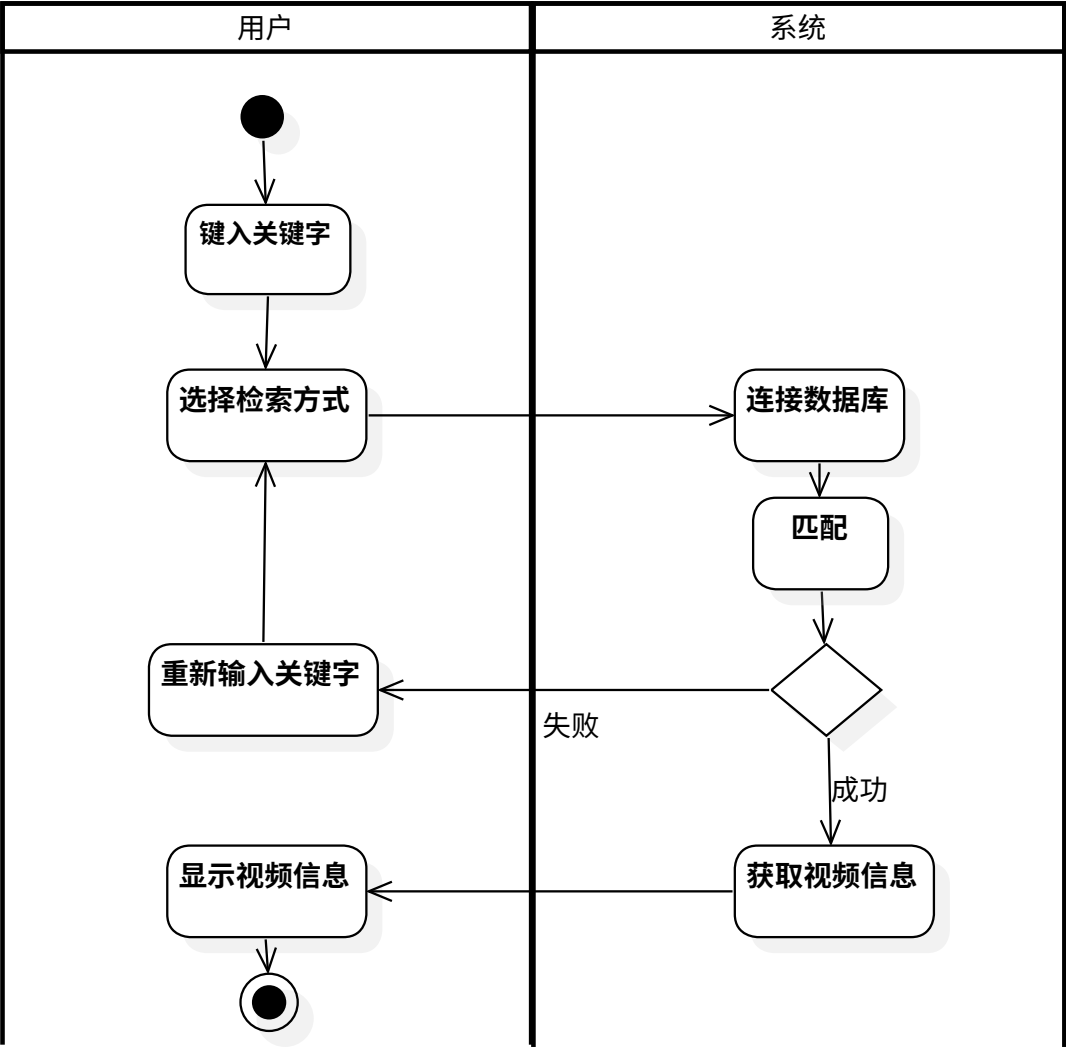 用户
系统
键入关键字
选择检索方式
连接数据库
匹配
重新输入关键字
失败
成功
显示视频信息
获取视频信息